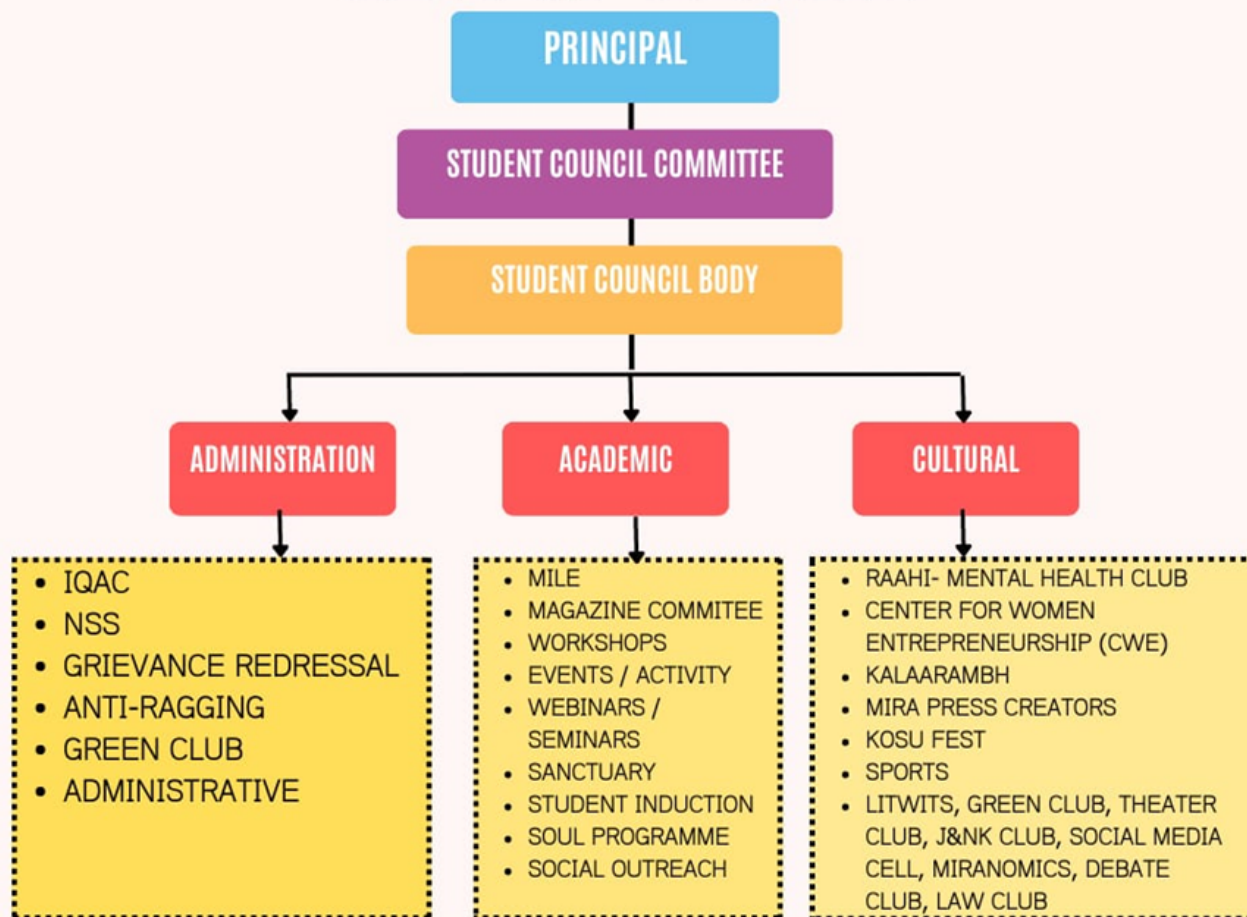 PRINCIPAL
STUDENT COUNCIL COMMITTEE
STUDENT COUNCIL BODY
ADMINISTRATION
ACADEMIC
CULTURAL
• IQAC
• NSS
• GRIEVANCE REDRESSAL
• ANTI-RAGGING
• GREEN CLUB
• ADMINISTRATIVE
• MILE
• MAGAZINE COMMITEE
• WORKSHOPS
• EVENTS / ACTIVITY
• WEBINARS /
SEMINARS
• SANCTUARY
• STUDENT INDUCTION
• SOUL PROGRAMME
• SOCIAL OUTREACH
• RAAHI- MENTAL HEALTH CLUB
• CENTER FOR WOMEN
ENTREPRENEURSHIP (CWE)
• KALAARAMBH
• MIRA PRESS CREATORS
• KOSU FEST
• SPORTS
• LITWITS, GREEN CLUB, THEATER
CLUB, J&NK CLUB, SOCIAL MEDIA
CELL, MIRANOMICS, DEBATE
CLUB, LAW CLUB